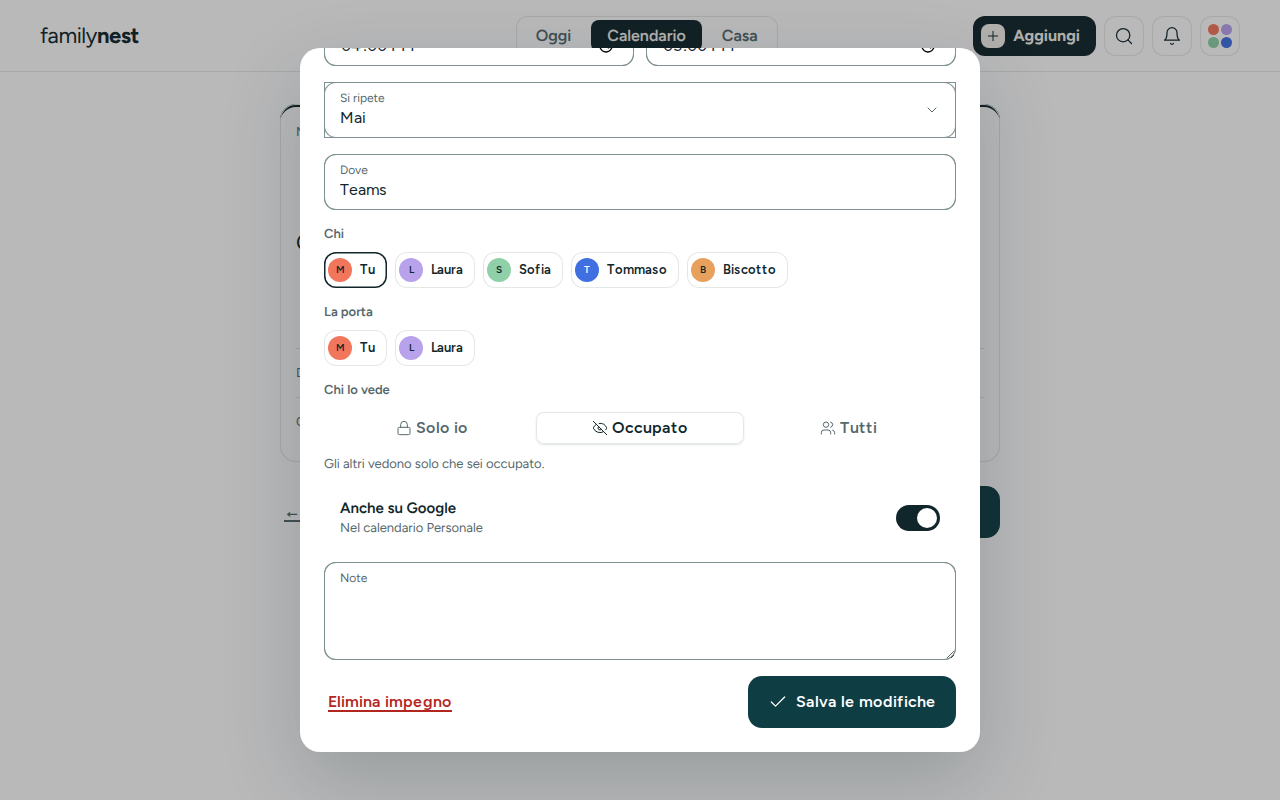 familynest
Oggi
Calendario
Casa
Aggiungi
Si ripete
Mai
Dove
Teams
Chi
M Tu
L Laura
S Sofia
T Tommaso
B Biscotto
La porta
M Tu
L Laura
Chi lo vede
Solo io
Occupato
Tutti
Gli altri vedono solo che sei occupato.
Anche su Google
Nel calendario Personale
Note
←
Elimina impegno
Salva le modifiche